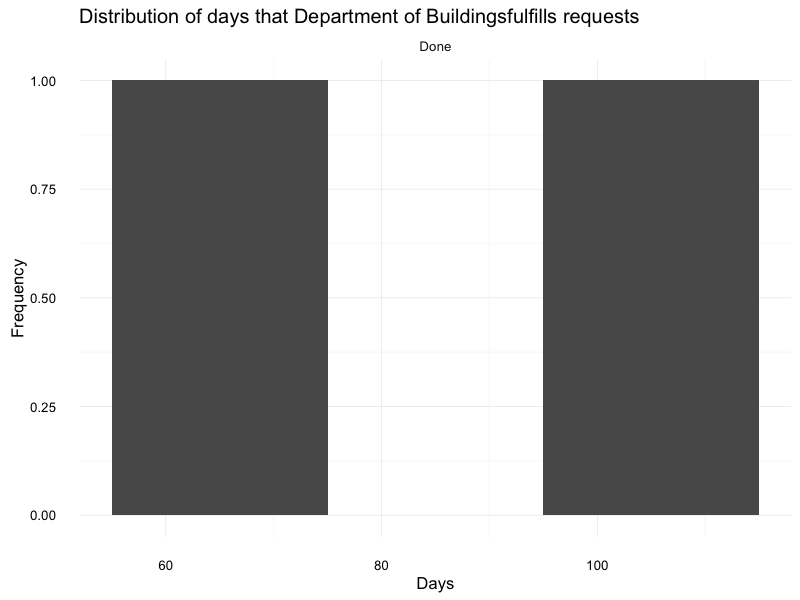 Distribution of days that Department of Buildingsfulfills requests
Done
1.00
0.75
0.50
0.25
0.00
Frequency
60 80 100
Days